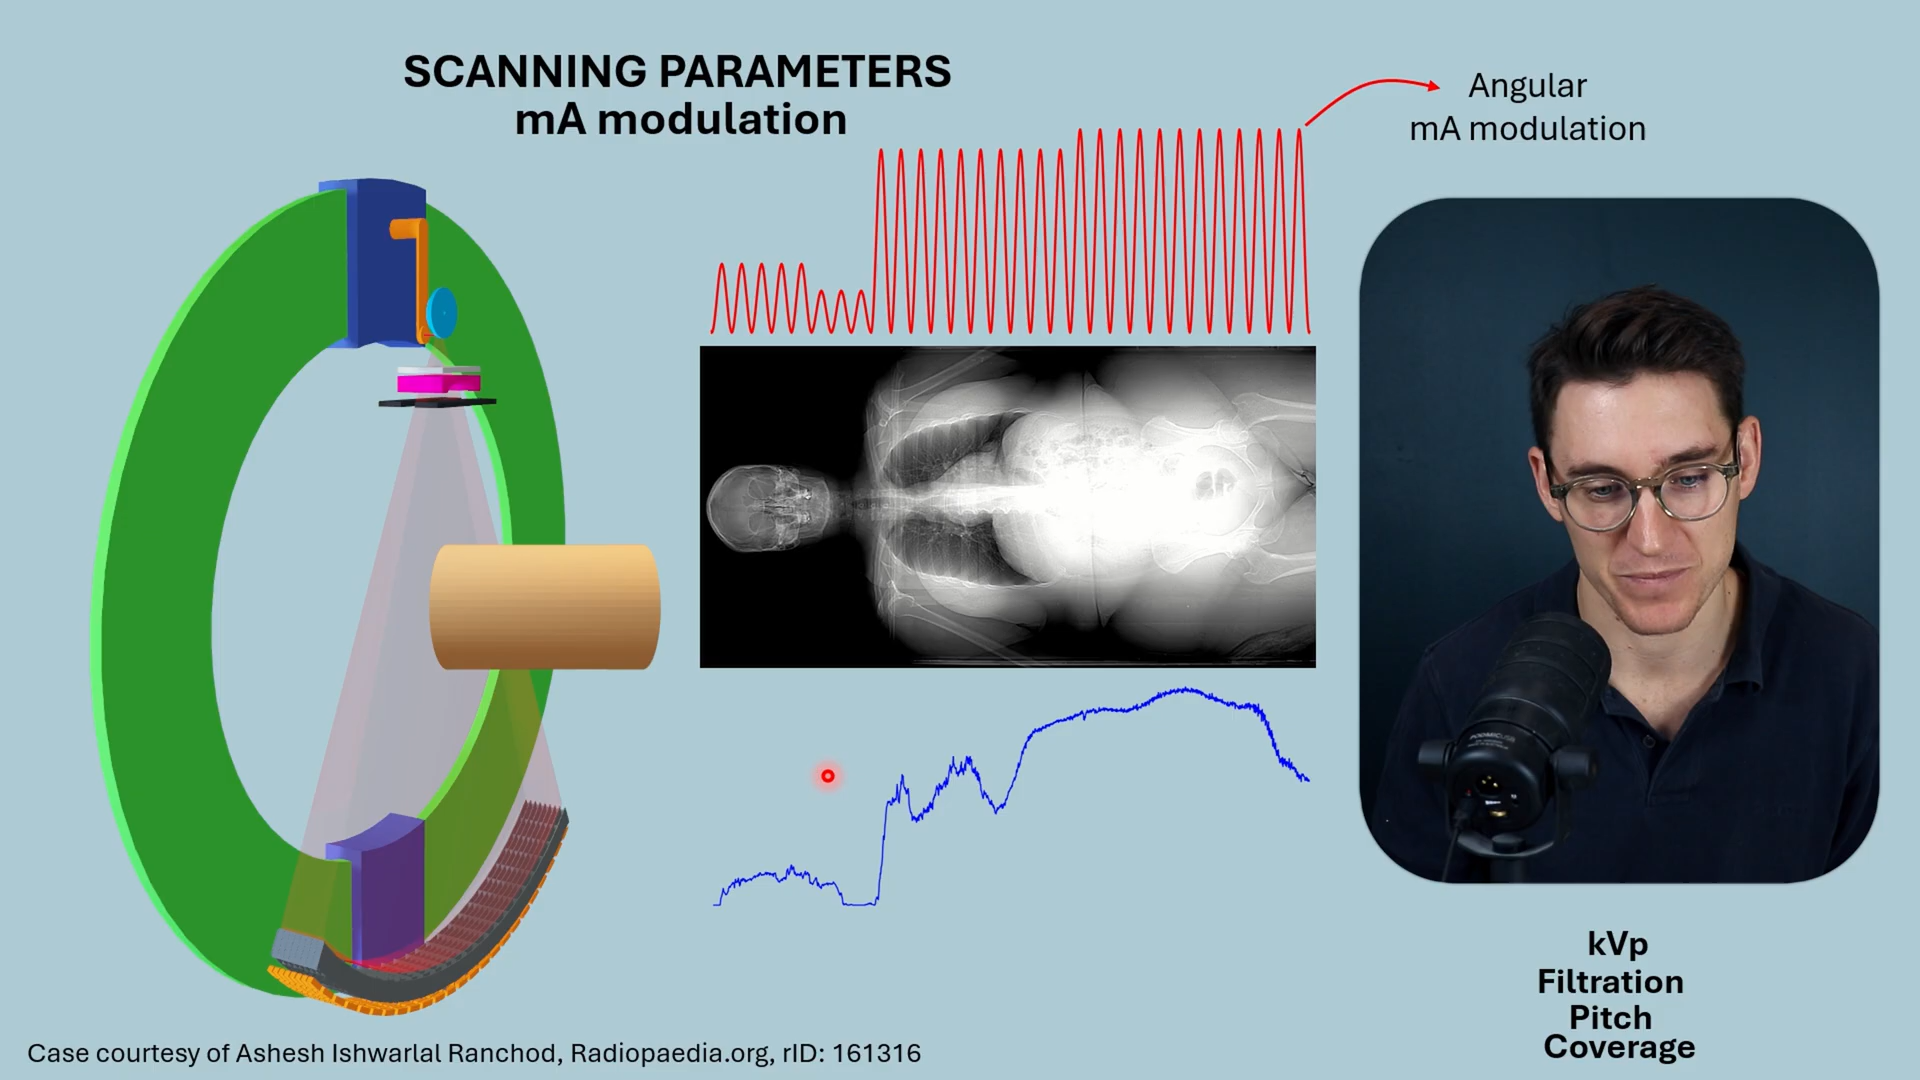 SCANNING PARAMETERS
mA modulation
Angular
mA modulation
kVp
Filtration
Pitch
Coverage
Case courtesy of Ashesh Ishwarlal Ranchod, Radiopaedia.org, rID: 161316